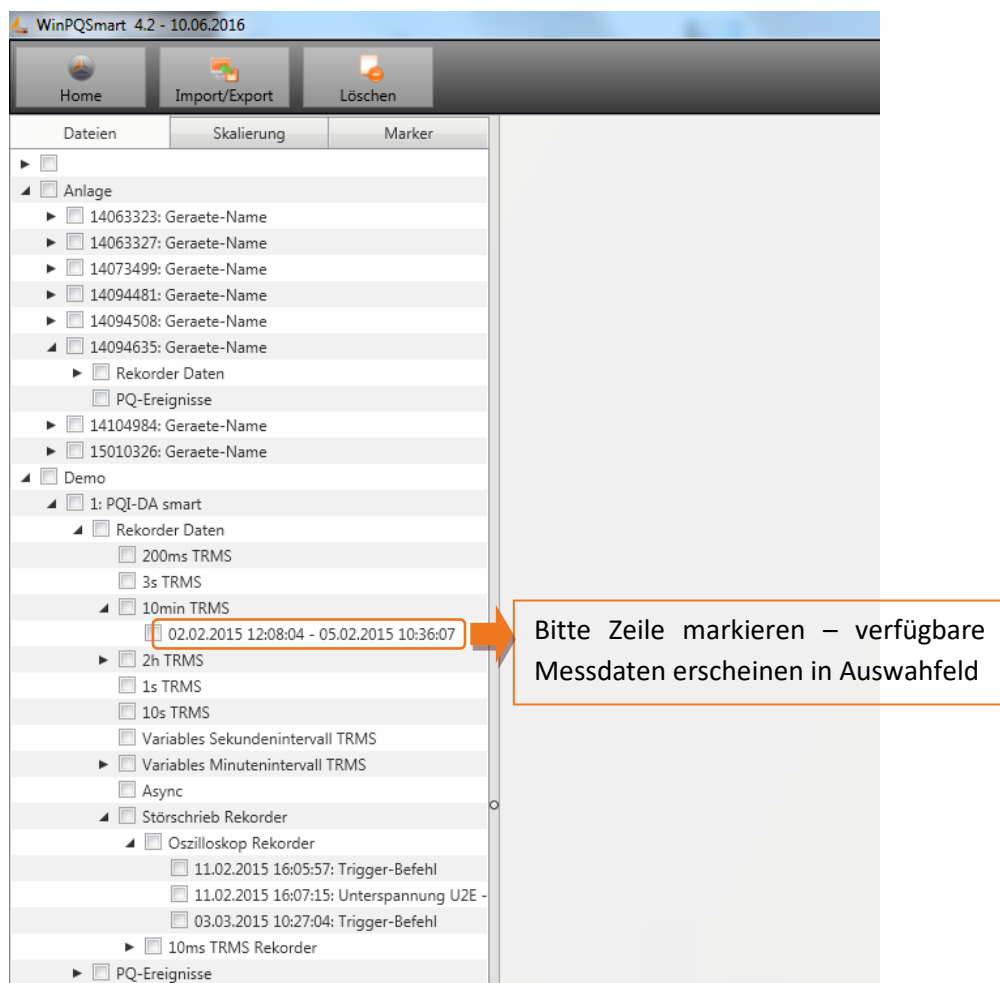 WinPQSmart 4.2 - 10.06.2016
Home Import/Export Löschen
Dateien Skalierung Marker
Anlage
14063323: Geraete-Name
14063327: Geraete-Name
14073499: Geraete-Name
14094481: Geraete-Name
14094508: Geraete-Name
14094635: Geraete-Name
Rekorder Daten
PQ-Ereignisse
14104984: Geraete-Name
15010326: Geraete-Name
Demo
1: PQI-DA smart
Rekorder Daten
200ms TRMS
3s TRMS
10min TRMS
02.02.2015 12:08:04 - 05.02.2015 10:36:07
2h TRMS
1s TRMS
10s TRMS
Variables Sekundenintervall TRMS
Variables Minutenintervall TRMS
Async
Störschrieb Rekorder
Oszilloskop Rekorder
11.02.2015 16:05:57: Trigger-Befehl
11.02.2015 16:07:15: Unterspannung U2E -
03.03.2015 10:27:04: Trigger-Befehl
10ms TRMS Rekorder
PQ-Ereignisse
Bitte Zeile markieren – verfügbare
Messdaten erscheinen in Auswahfeld